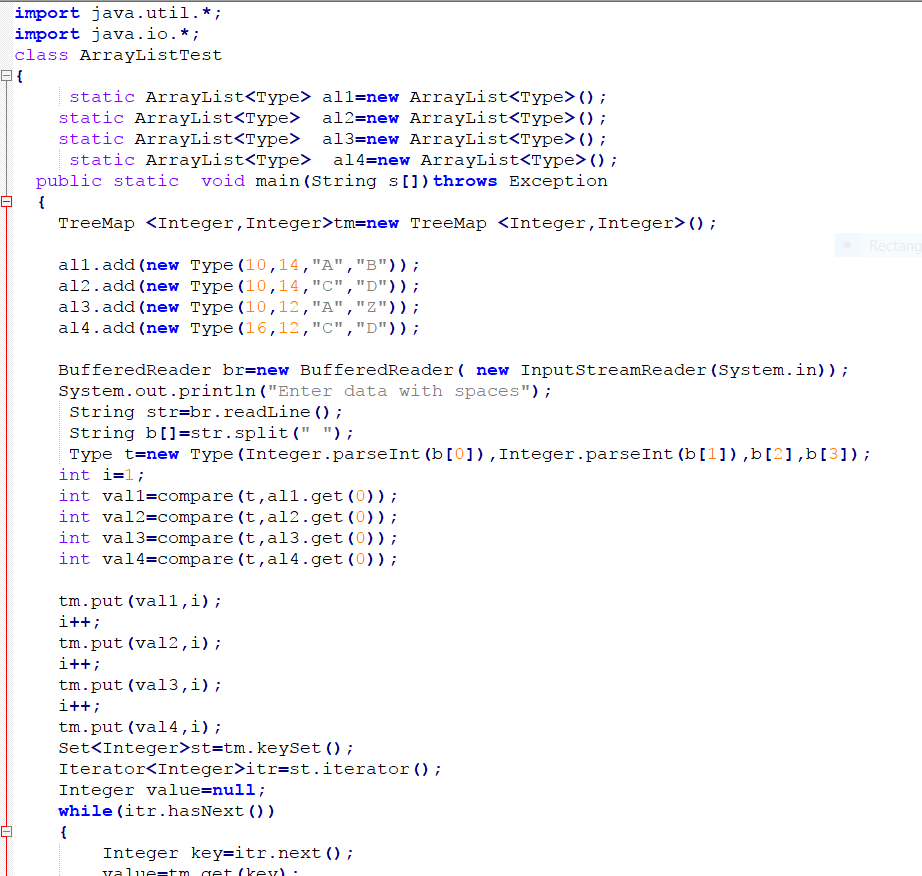 import java.util.*;
import java.io.*;
class ArrayListTest
{
static ArrayList<Type> al1=new ArrayList<Type>();
static ArrayList<Type>  al2=new ArrayList<Type>();
static ArrayList<Type>  al3=new ArrayList<Type>();
static ArrayList<Type>  al4=new ArrayList<Type>();
public static  void main(String s[])throws Exception
{
TreeMap <Integer,Integer>tm=new TreeMap <Integer,Integer>();
Rectang
al1.add(new Type(10,14,"A","B"));
al2.add(new Type(10,14,"C","D"));
al3.add(new Type(10,12,"A","Z"));
al4.add(new Type(16,12,"C","D"));
BufferedReader br=new BufferedReader( new InputStreamReader(System.in));
System.out.println("Enter data with spaces");
String str=br.readLine();
String b[]=str.split(" ");
Type t=new Type(Integer.parseInt(b[0]),Integer.parseInt(b[1]),b[2],b[3]);
int i=1;
int val1=compare(t,al1.get(0));
int val2=compare(t,al2.get(0));
int val3=compare(t,al3.get(0));
int val4=compare(t,al4.get(0));
tm.put(val1,i);
i++;
tm.put(val2,i);
i++;
tm.put(val3,i);
i++;
tm.put(val4,i);
Set<Integer>st=tm.keySet();
Iterator<Integer>itr=st.iterator();
Integer value=null;
while(itr.hasNext())
{
Integer key=itr.next();
value=tm.get(key);